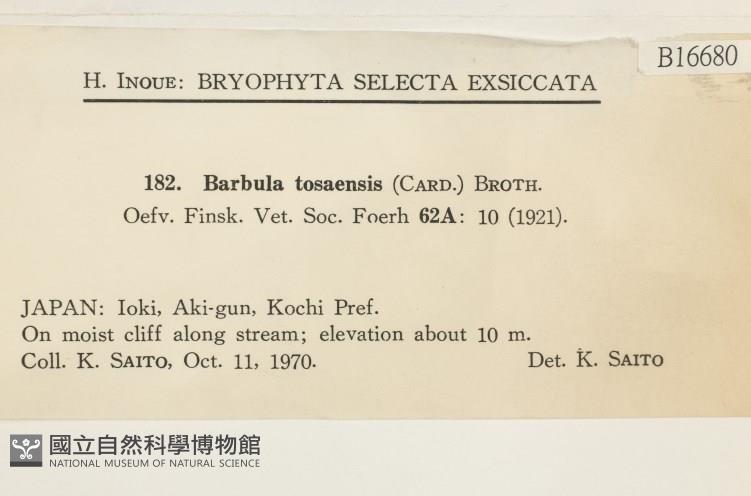 B16680
H. INOUE: BRYOPHYTA SELECTA EXSICCATA
182. Barbula tosaensis (CARD.) BROTH.
Oefv. Finsk. Vet. Soc. Foerh 62A: 10 (1921).
JAPAN: Ioki, Aki-gun, Kochi Pref.
On moist cliff along stream; elevation about 10 m.
Coll. K. SAITO, Oct. 11, 1970. Det. K. SAITO
國立自然科學博物館
NATIONAL MUSEUM OF NATURAL SCIENCE